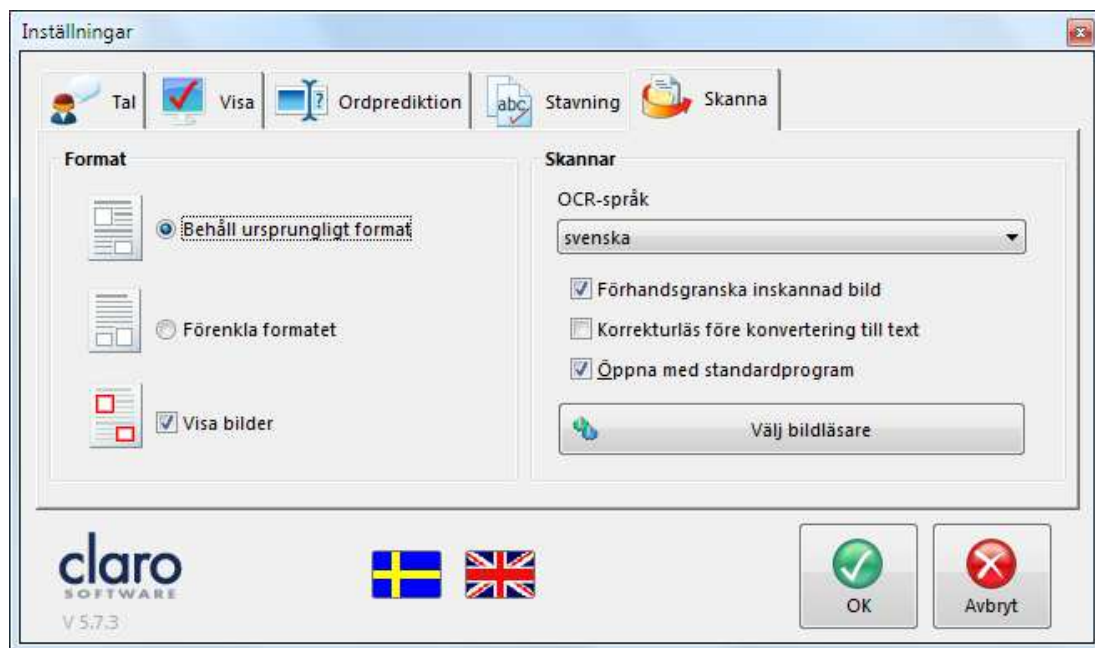 Inställningar
Tal
Visa
Ordprediktion
abc
Stavning
Skanna
Format
Behåll ursprungligt format
Förenkla formatet
Visa bilder
Skannar
OCR-språk
svenska
Förhandsgranska inskannad bild
Korrekturläs före konvertering till text
Öppna med standardprogram
Välj bildläsare
claro
SOFTWARE
V 5.7.3
OK
Avbryt